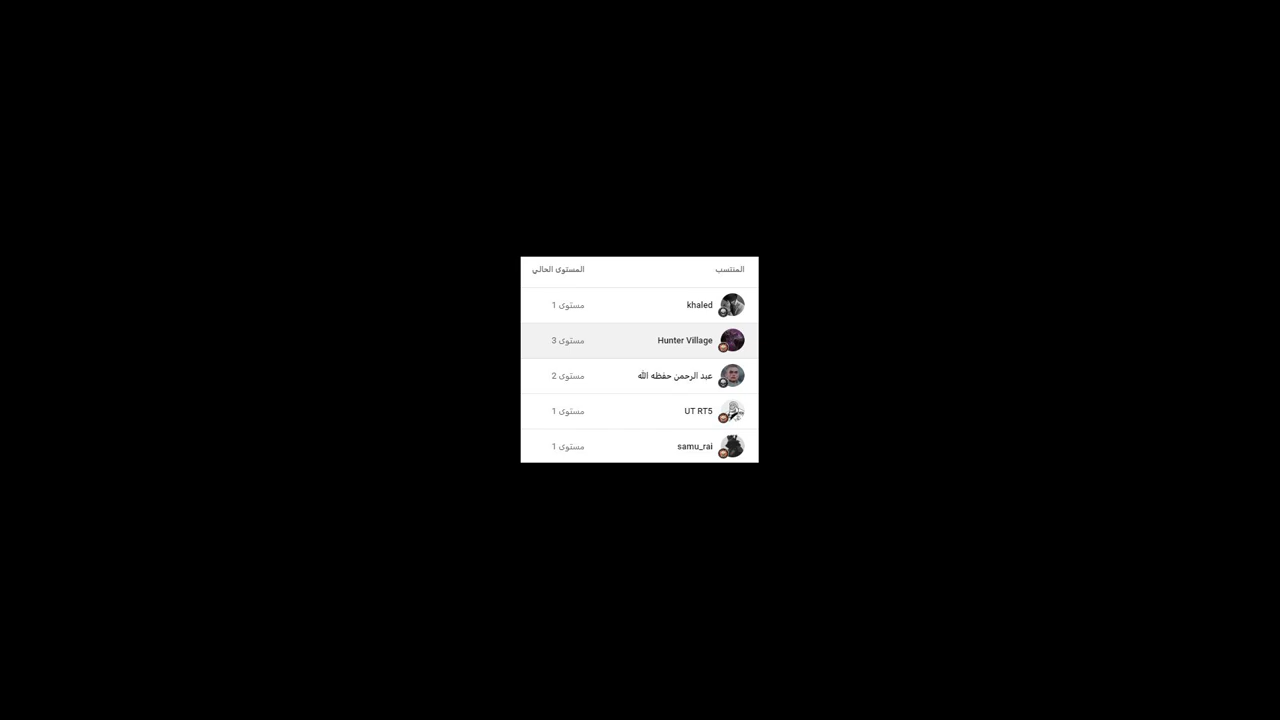 المنتسب المستوى الحالي
khaled مستوى 1
Hunter Village مستوى 3
عبد الرحمن حفظه الله مستوى 2
UT RT5 مستوى 1
samu_rai مستوى 1